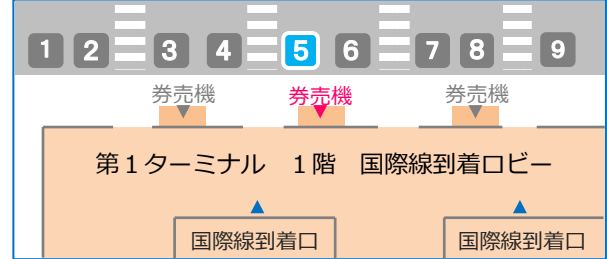 1 2 3 4 5 6 7 8 9
券売機 券売機 券売機
第１ターミナル　１階　国際線到着ロビー
国際線到着口 国際線到着口